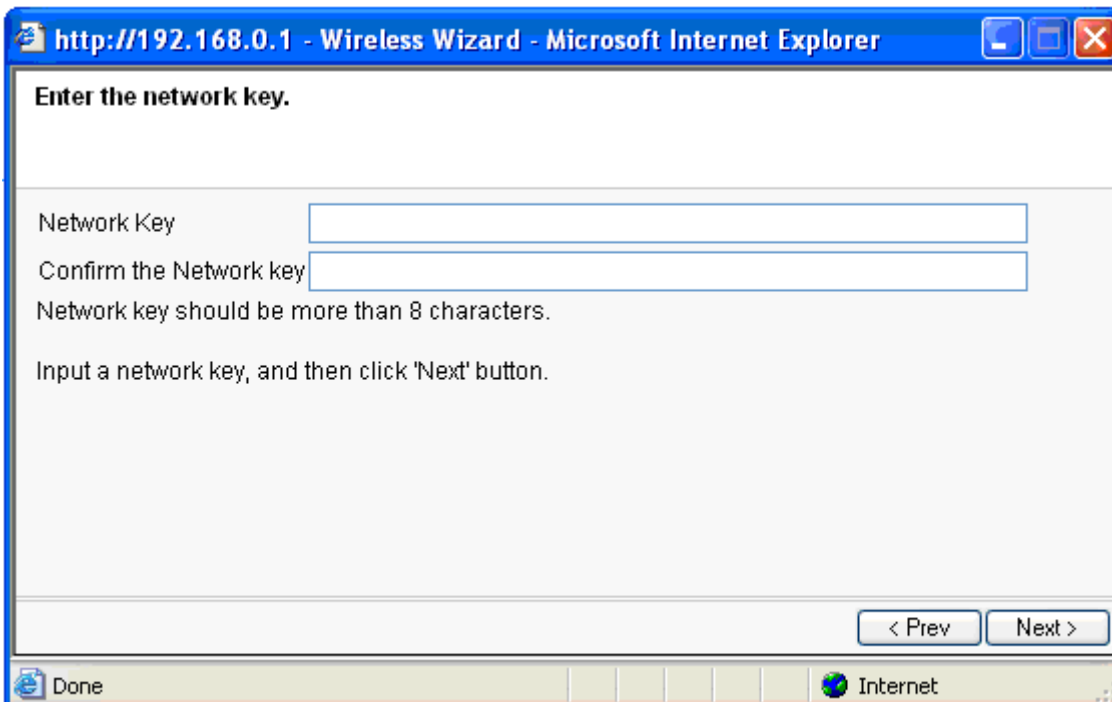 http://192.168.0.1 - Wireless Wizard - Microsoft Internet Explorer
Enter the network key.
Network Key
Confirm the Network key
Network key should be more than 8 characters.
Input a network key, and then click 'Next' button.
< Prev Next >
Done Internet